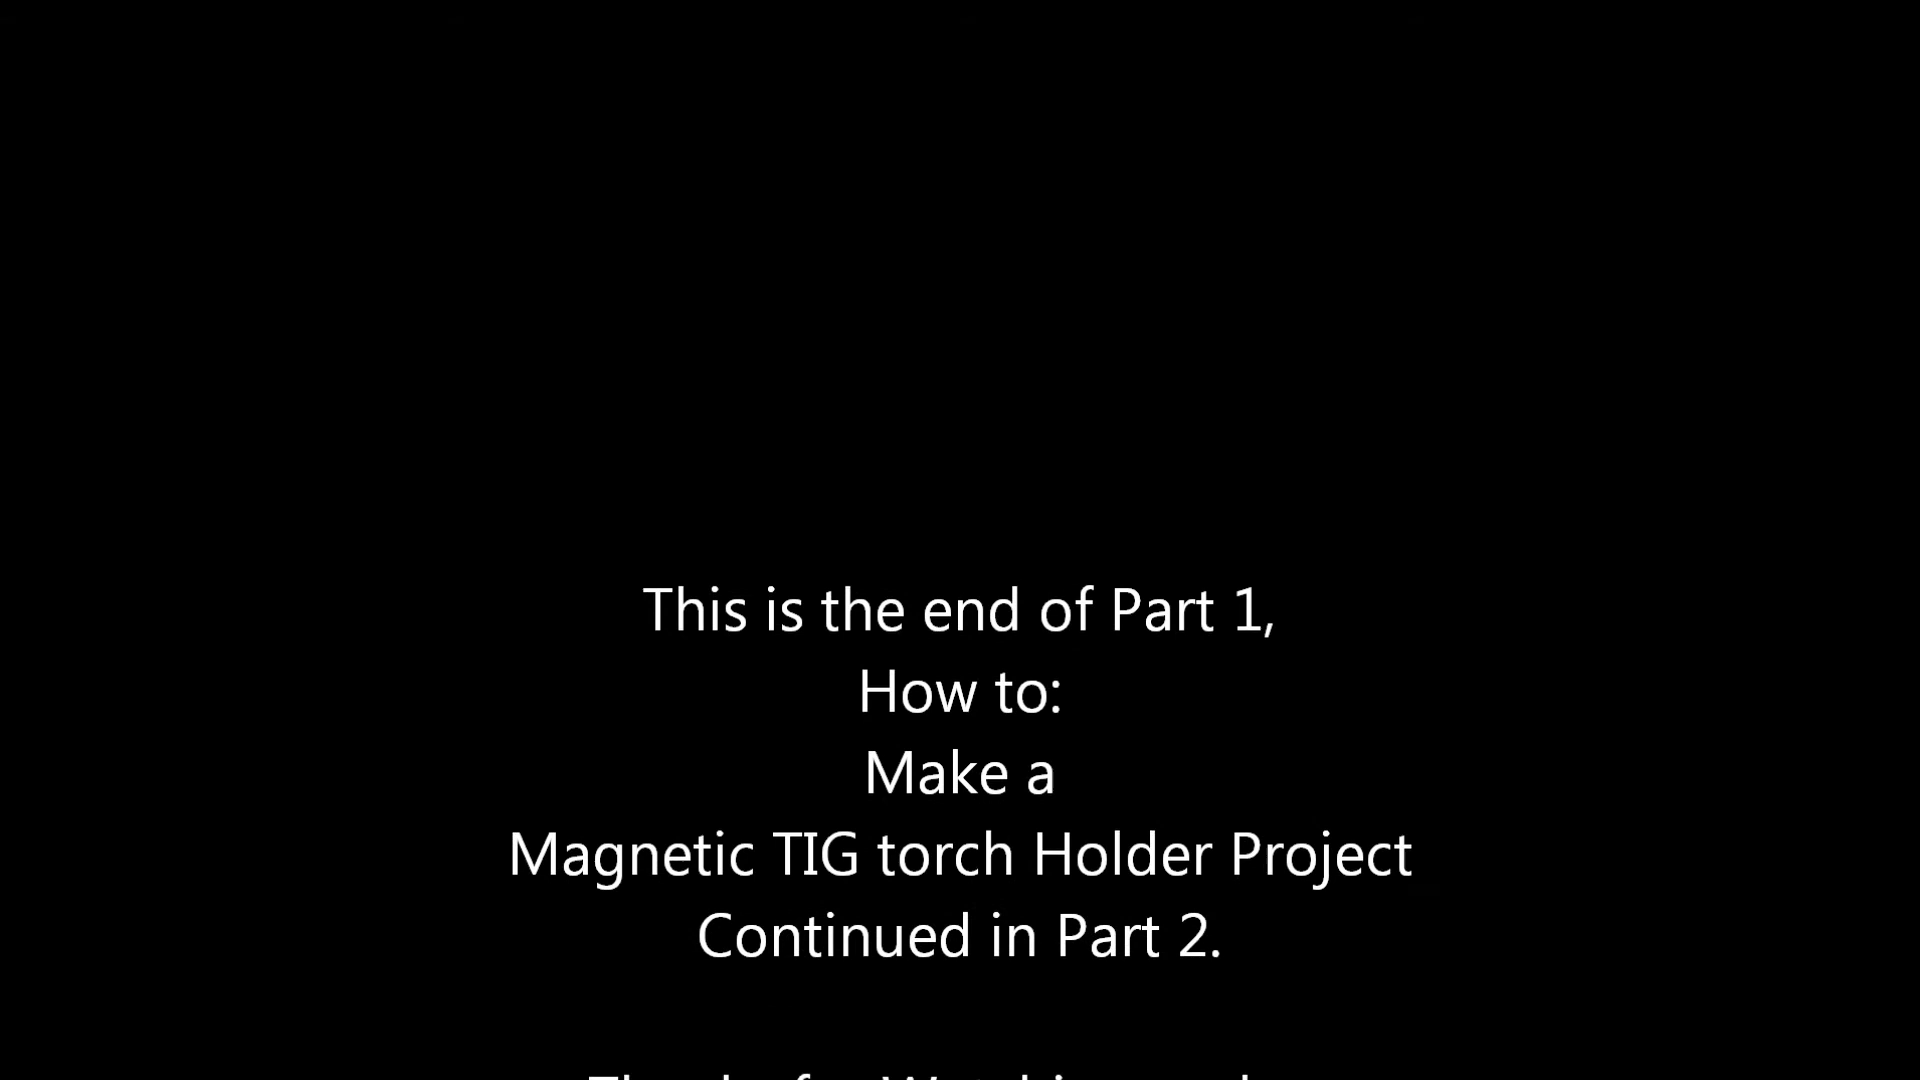 This is the end of Part 1,
How to:
Make a
Magnetic TIG torch Holder Project
Continued in Part 2.